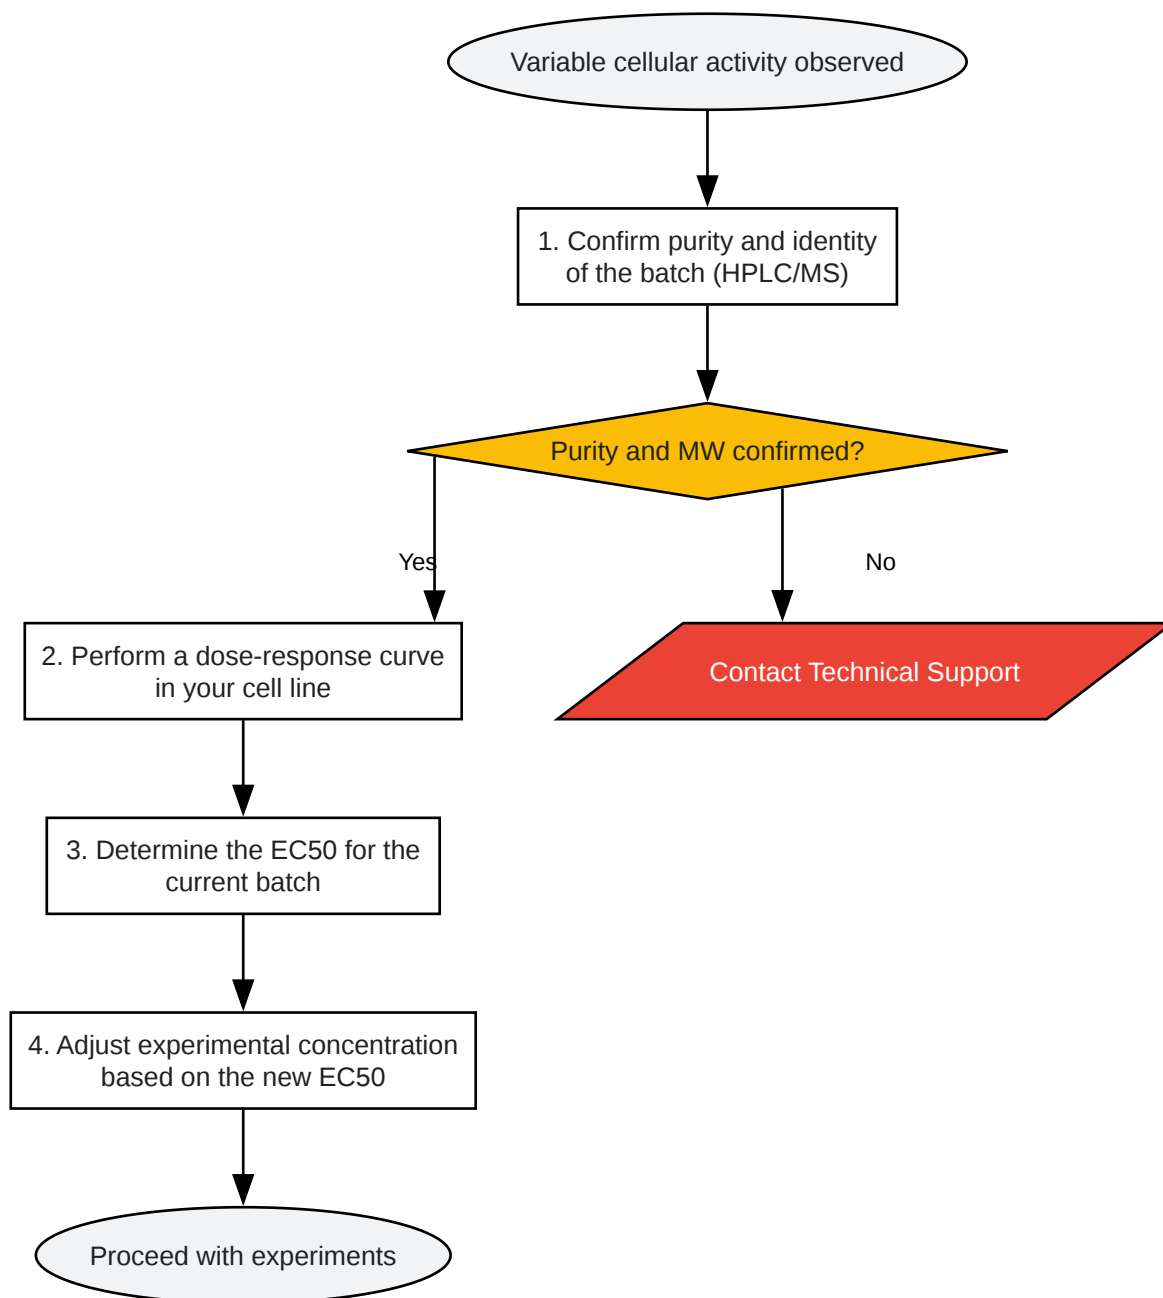 Variable cellular activity observed
1. Confirm purity and identity
of the batch (HPLC/MS)
Purity and MW confirmed?
Yes
No
2. Perform a dose-response curve
in your cell line
Contact Technical Support
3. Determine the EC50 for the
current batch
4. Adjust experimental concentration
based on the new EC50
Proceed with experiments